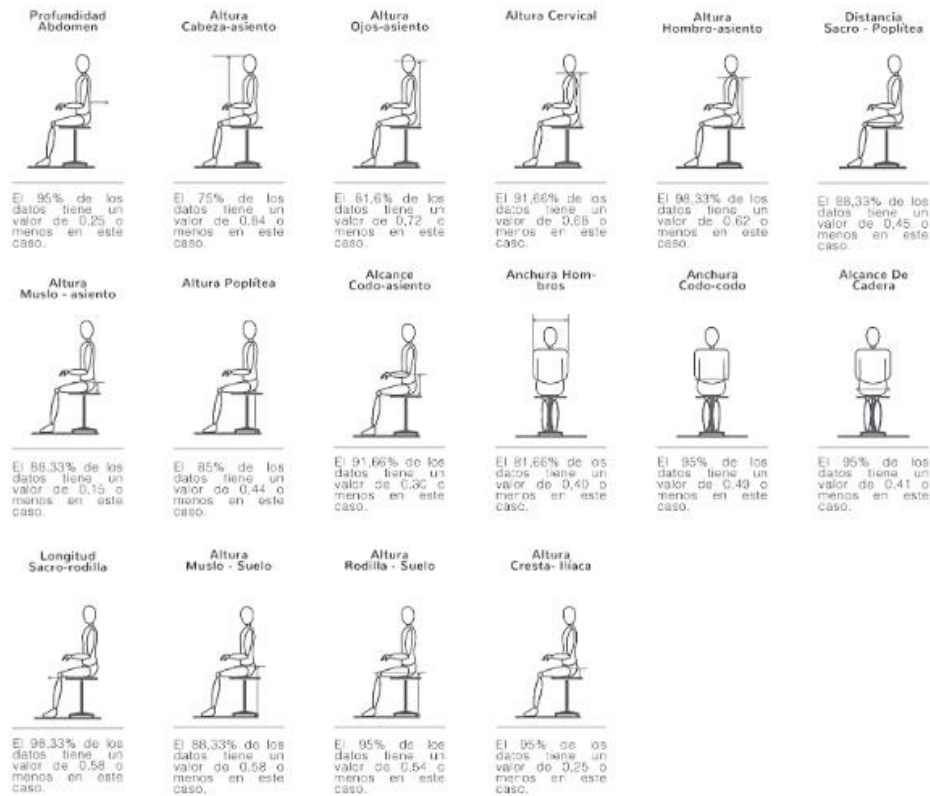 Profundidad
Abdomen
Altura
Cabeza-asiento
Altura
Ojos-asiento
Altura Cervical
Altura
Hombro-asiento
Distancia
Sacro - Poplítea
El 95% de los
datos tiene un
valor de 0,25 o
menos en este
caso.
El 75% de los
datos tiene un
valor de 0,84 o
menos en este
caso.
El 81,6% de los
datos tiene un
valor de 0,72 o
menos en este
caso.
El 91,66% de los
datos tiene un
valor de 0,68 o
menos en este
caso.
El 98,33% de los
datos tiene un
valor de 0,62 o
menos en este
caso.
El 88,33% de los
datos tiene un
valor de 0,45 o
menos en este
caso.
Altura
Muslo - asiento
Altura Poplítea
Alcance
Codo-asiento
Anchura Hom-
bros
Anchura
Codo-codo
Alcance De
Cadera
El 88,33% de los
datos tiene un
valor de 0,15 o
menos en este
caso.
El 85% de los
datos tiene un
valor de 0,44 o
menos en este
caso.
El 91,66% de los
datos tiene un
valor de 0,30 o
menos en este
caso.
El 81,66% de los
datos tiene un
valor de 0,40 o
menos en este
caso.
El 95% de los
datos tiene un
valor de 0,49 o
menos en este
caso.
El 95% de los
datos tiene un
valor de 0,41 o
menos en este
caso.
Longitud
Sacro-rodilla
Altura
Muslo - Suelo
Altura
Rodilla - Suelo
Altura
Cresta- Ilíaca
El 98,33% de los
datos tiene un
valor de 0,58 o
menos en este
caso.
El 88,33% de los
datos tiene un
valor de 0,58 o
menos en este
caso.
El 95% de los
datos tiene un
valor de 0,54 o
menos en este
caso.
El 95% de los
datos tiene un
valor de 0,25 o
menos en este
caso.